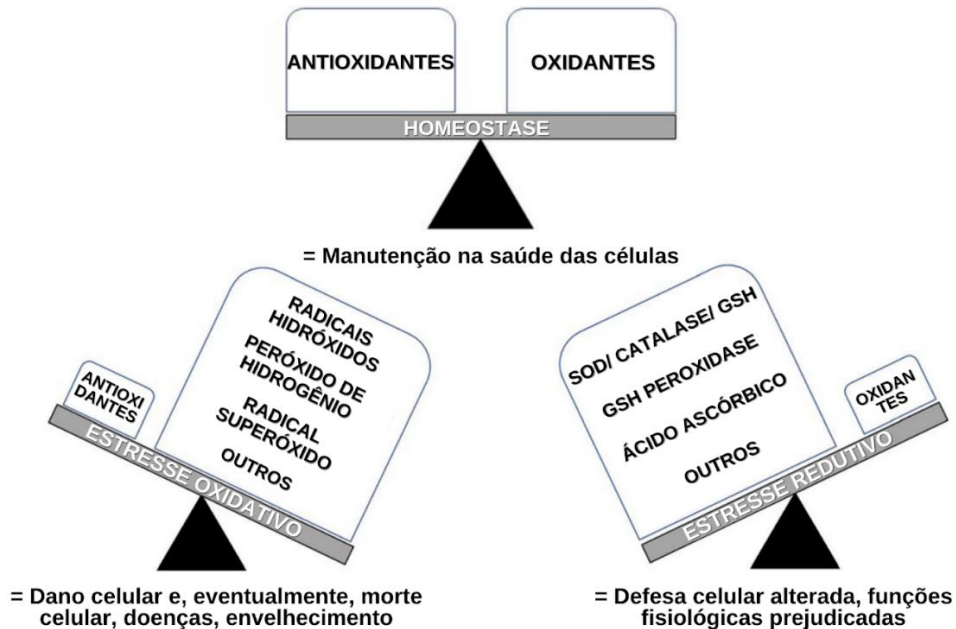 ANTIOXIDANTES
OXIDANTES
HOMEOSTASE
= Manutenção na saúde das células
ANTIOXI
DANTES
RADICAIS
HIDRÓXIDOS
PERÓXIDO DE
HIDROGÊNIO
RADICAL
SUPERÓXIDO
OUTROS
ESTRESSE OXIDATIVO
= Dano celular e, eventualmente, morte
celular, doenças, envelhecimento
SOD/ CATALASE/ GSH
GSH PEROXIDASE
ÁCIDO ASCÓRBICO
OUTROS
OXIDAN
TES
ESTRESSE REDUTIVO
= Defesa celular alterada, funções
fisiológicas prejudicadas